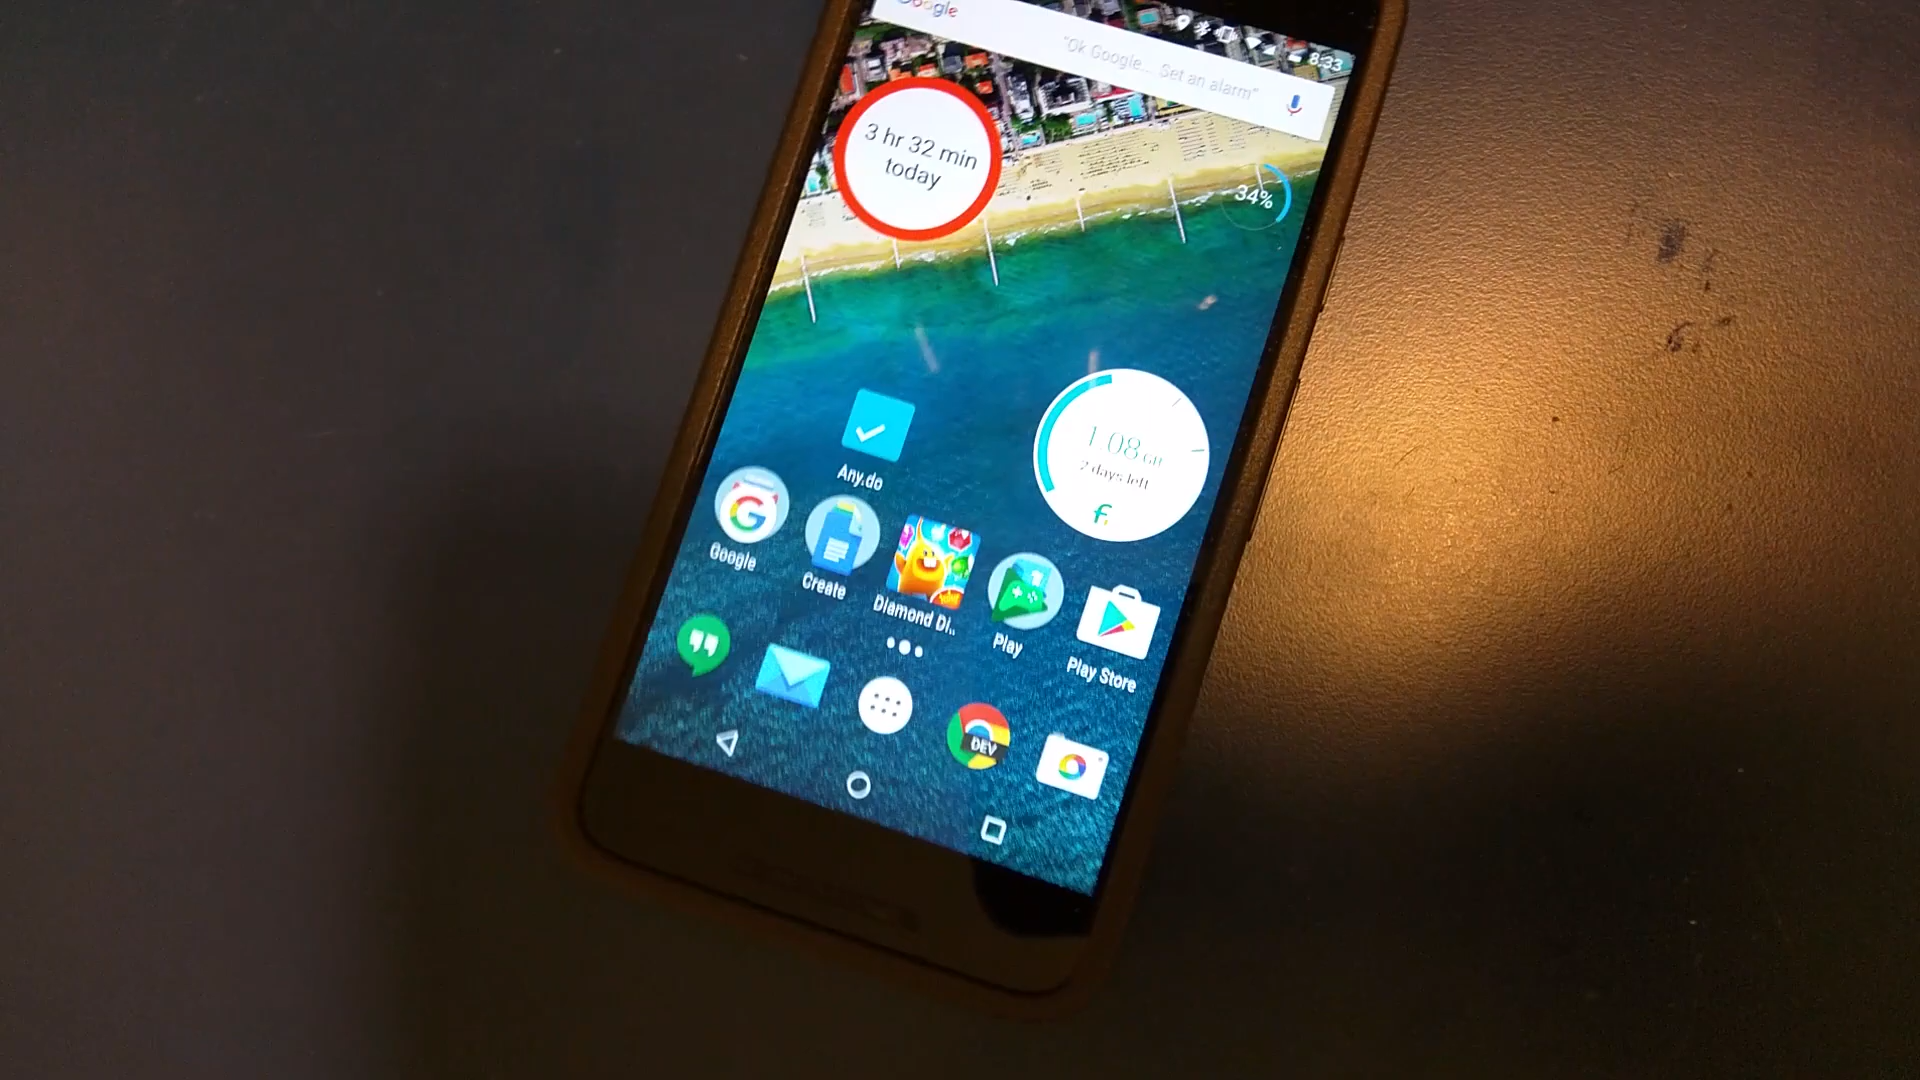 8:33
Google
"Ok Google... Set an alarm"
3 hr 32 min
today
34%
1.08 GB
2 days left
Any.do
Google
Create
Diamond Di..
Play
Play Store
DEV